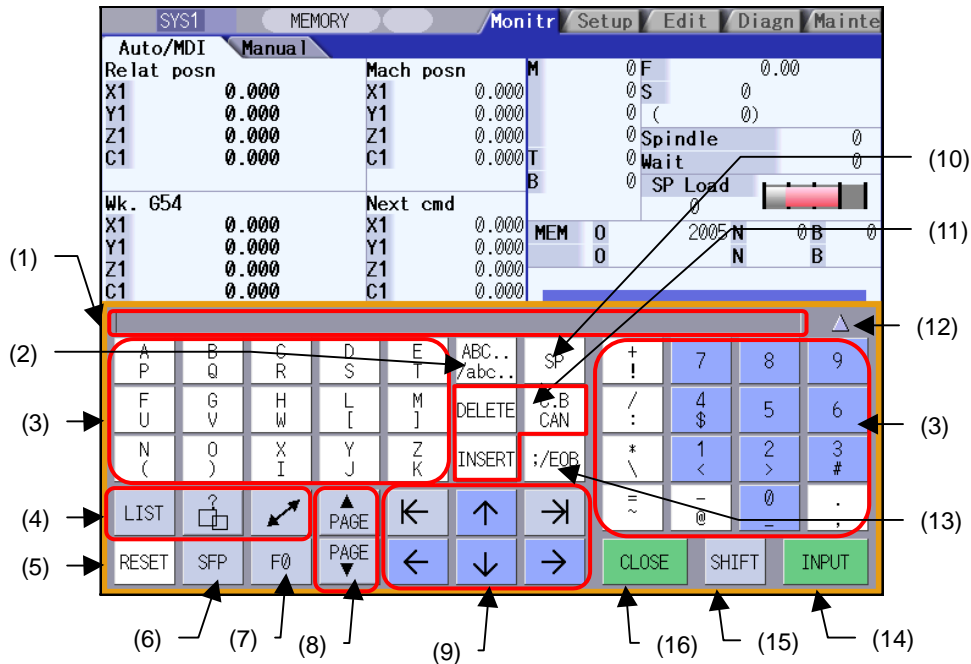 SYS1 MEMORY Monitr Setup Edit Diagn Mainte
Auto/MDI Manual
Relat posn Mach posn M 0 F 0.00
X1 0.000 X1 0.000 0 S 0
Y1 0.000 Y1 0.000 0 ( 0)
Z1 0.000 Z1 0.000 0 Spindle 0
C1 0.000 C1 0.000 T 0 Wait 0
B 0 SP Load
0
Wk. G54 Next cmd
X1 0.000 X1 0.000 MEM O 2005 N 0 B 0
Y1 0.000 Y1 0.000 O N B
Z1 0.000 Z1 0.000
C1 0.000 C1 0.000
(10)
(11)
(1)
(12)
(2)
A B C D E ABC.. SP + 7 8 9
P Q R S T /abc.. !
(3) F G H L M DELETE C.B / 4 5 6 (3)
U V W [ ] CAN : $
N O X Y Z INSERT ;/EOB * 1 2 3
( ) I J K \ < > #
(4) LIST ? ▲ |← ↑ →| = - 0 .
PAGE ~ @ _ ;
(13)
(5) RESET SFP F0 PAGE ← ↓ → CLOSE SHIFT INPUT
▼
(6) (7) (8) (9) (16) (15) (14)